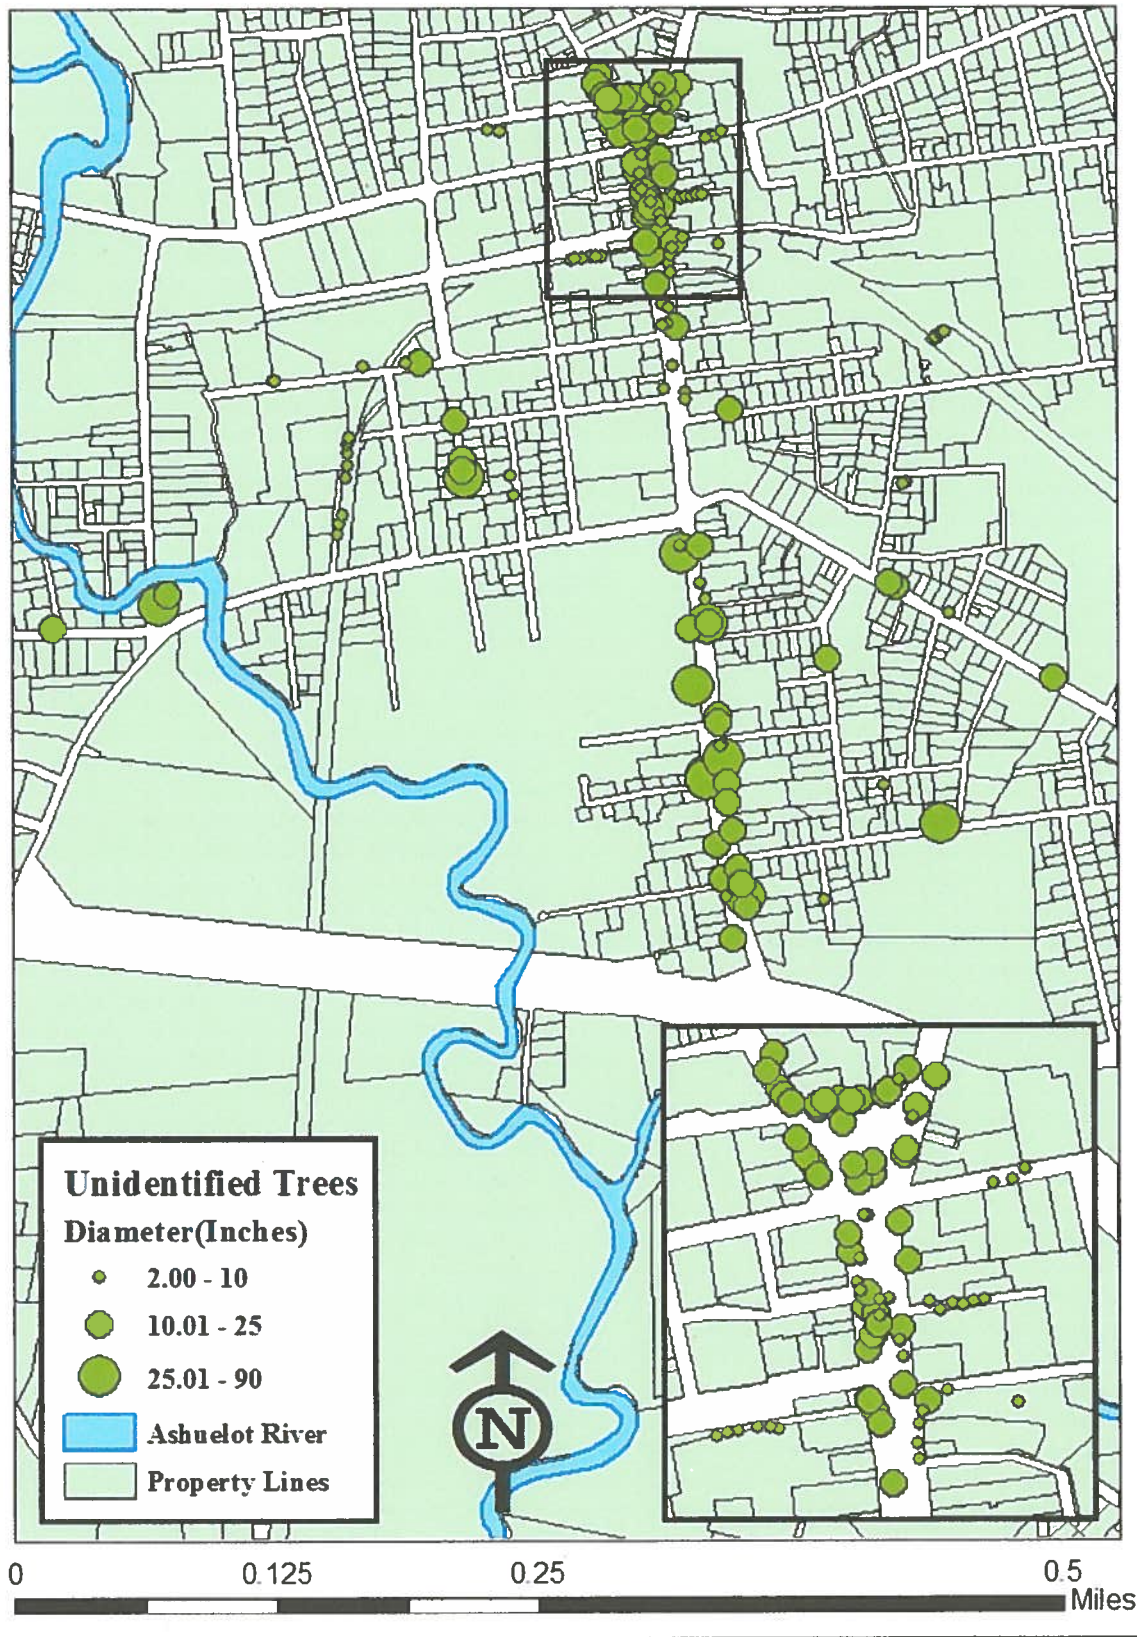 Unidentified Trees
Diameter(Inches)
2.00 - 10
10.01 - 25
25.01 - 90
Ashuelot River
Property Lines
N
0 0.125 0.25 0.5
Miles